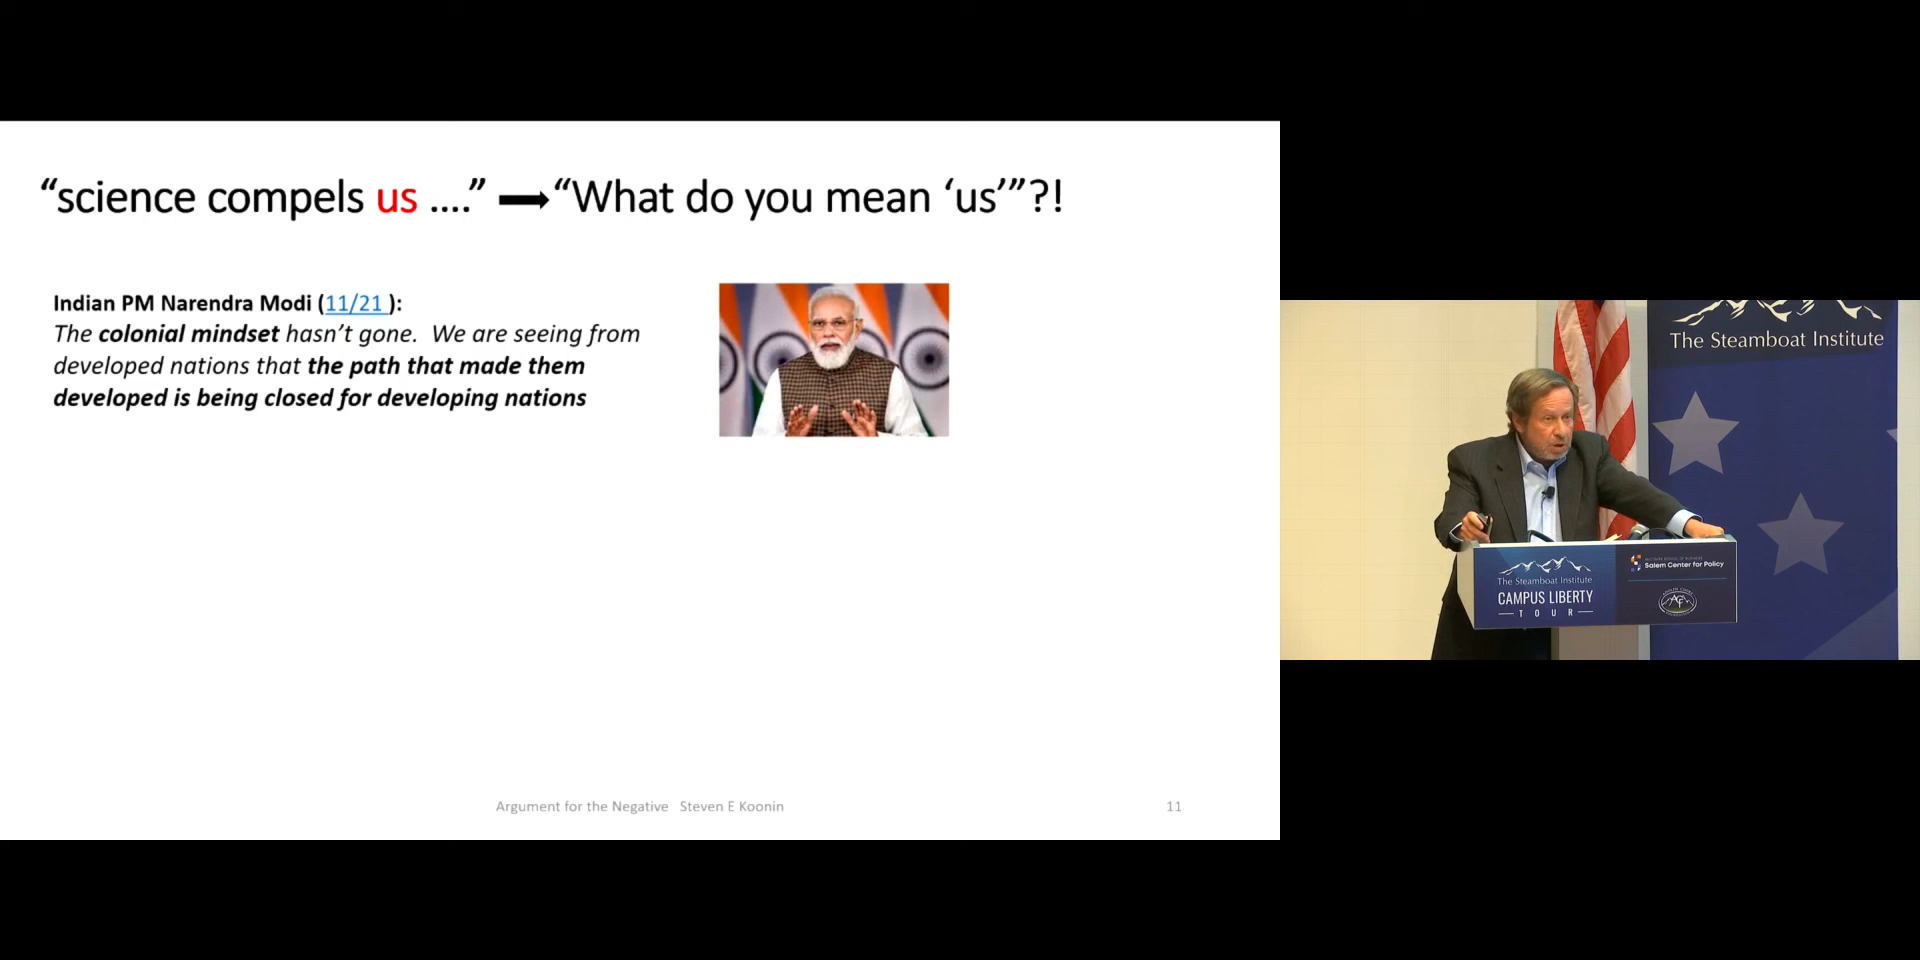 “science compels us ....” “What do you mean ‘us’”?!
Indian PM Narendra Modi (11/21 ):
The colonial mindset hasn’t gone. We are seeing from
developed nations that the path that made them
developed is being closed for developing nations
Argument for the Negative Steven E Koonin
11
The Steamboat Institute
The Steamboat Institute
CAMPUS LIBERTY
TOUR
Salem Center for Policy